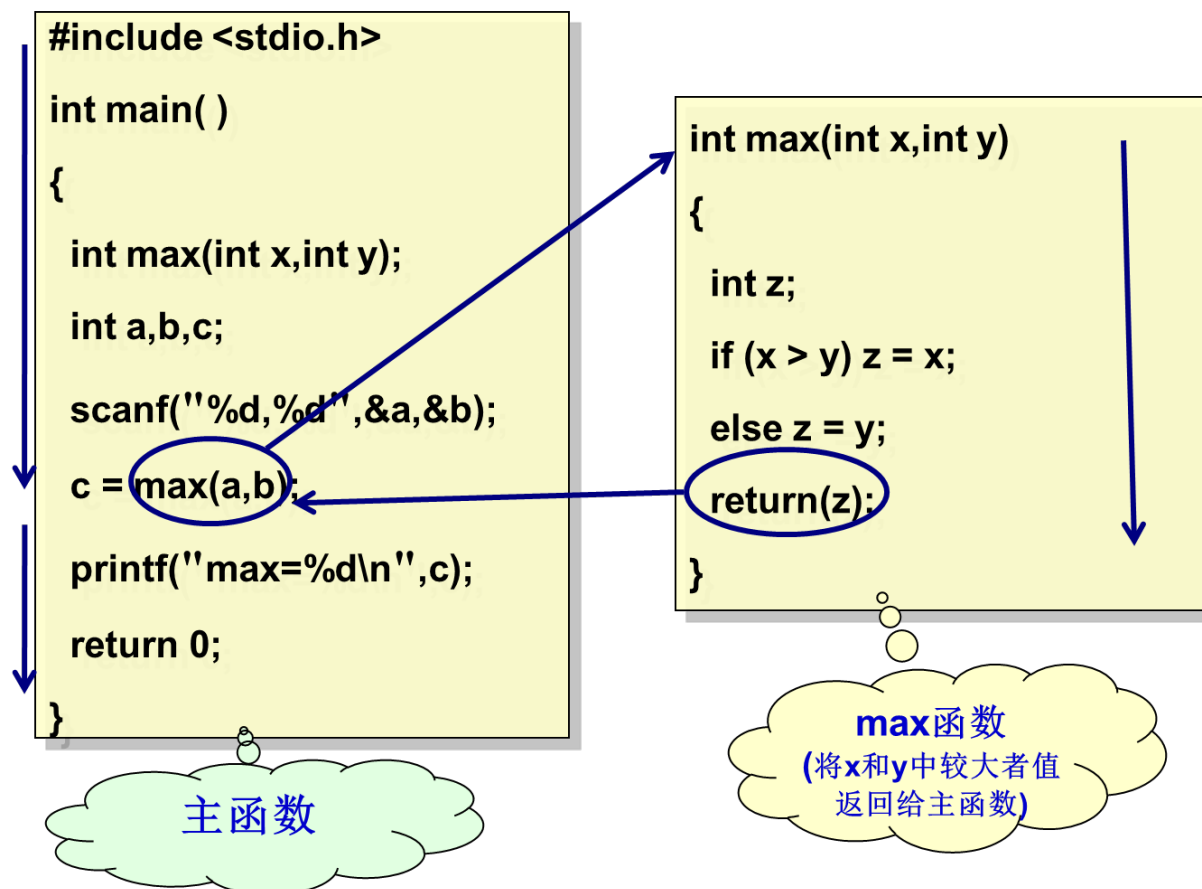 #include <stdio.h>
int main( )
{
int max(int x,int y);
int a,b,c;
scanf("%d,%d",&a,&b);
c = max(a,b);
printf("max=%d\n",c);
return 0;
}
主函数
int max(int x,int y)
{
int z;
if (x > y) z = x;
else z = y;
return(z);
}
max函数
(将x和y中较大者值
返回给主函数)